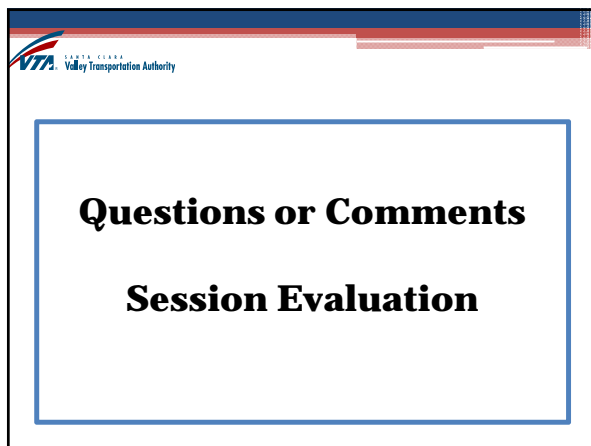 VTA.
SANTA CLARA
Valley Transportation Authority
Questions or Comments
Session Evaluation